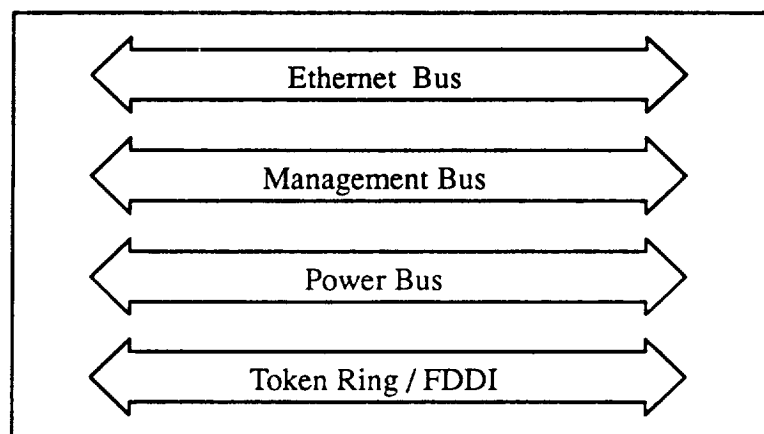 Ethernet Bus
Management Bus
Power Bus
Token Ring / FDDI